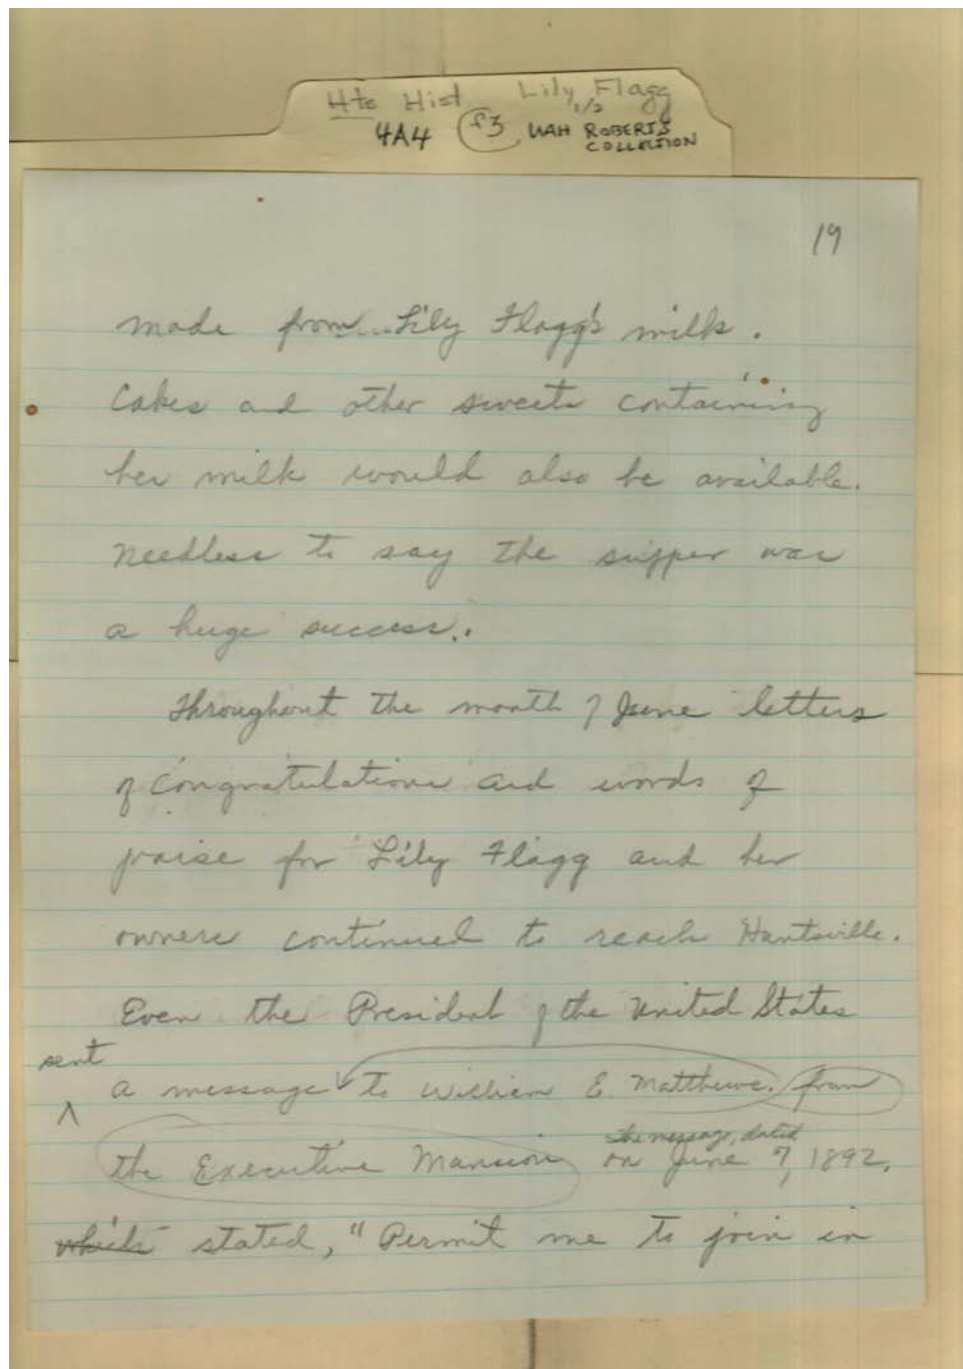 Hts Hist Lily Flagg
1/2
4A4 f3 UAH ROBERTS
COLLECTION
19
made from Lily Flagg's milk.
Cakes and other sweets containing
her milk would also be available.
Needless to say the supper was
a huge success.
Throughout the month of June letters
of congratulations and words of
praise for Lily Flagg and her
owners continued to reach Huntsville.
Even the President of the United States
sent
a message to William E. Matthews. from
the message, dated
the Executive Mansion on June 7, 1892,
which stated, "Permit me to join in